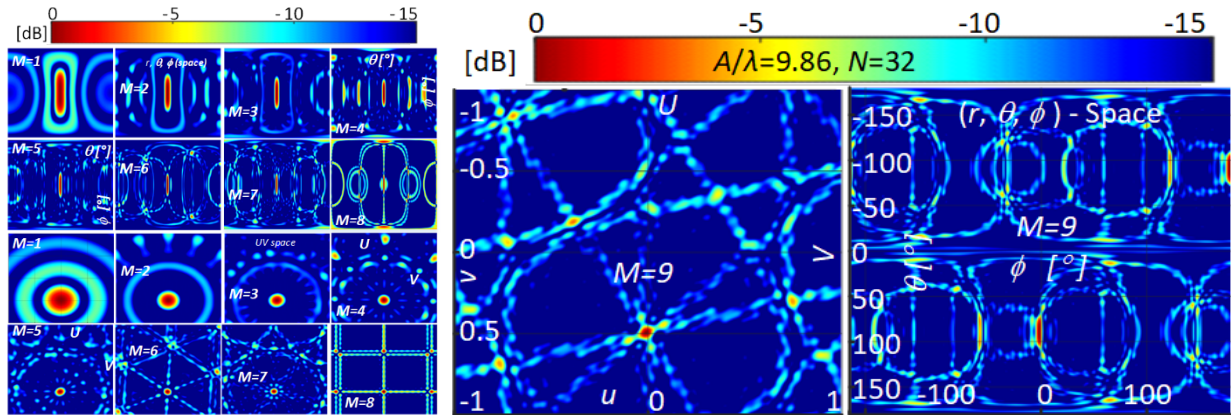 0 -5 -10 -15
[dB]
M=1
r, θ, ϕ (space)
M=2
M=3
θ [°]
[°] ϕ
M=4
M=5
θ [°]
ϕ [°]
M=6
M=7
M=8
M=1
M=2
UV space
M=3
U
V
M=4
M=5
U
V
M=6
M=7
M=8
0 -5 -10 -15
[dB]
A/λ=9.86, N=32
-1
U
-0.5
0
v
V
M=9
0.5
-1
u
0
1
(r, θ, ϕ) - Space
-150
-100
-50
M=9
0
ϕ [°]
θ[°]
50
100
150
-100 0 100